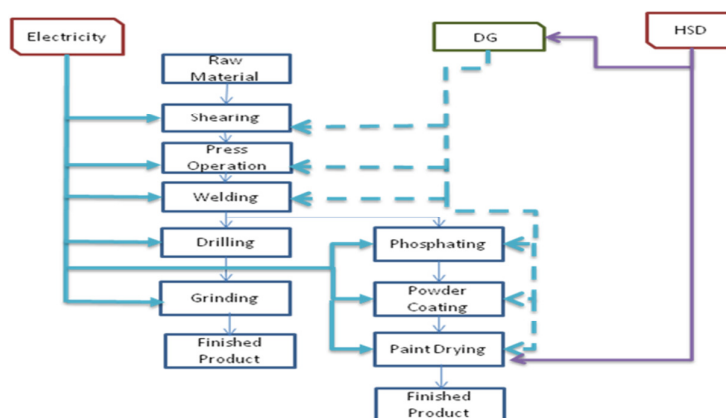 Electricity
DG
HSD
Raw
Material
Shearing
Press
Operation
Welding
Drilling
Phosphating
Grinding
Powder
Coating
Finished
Product
Paint Drying
Finished
Product